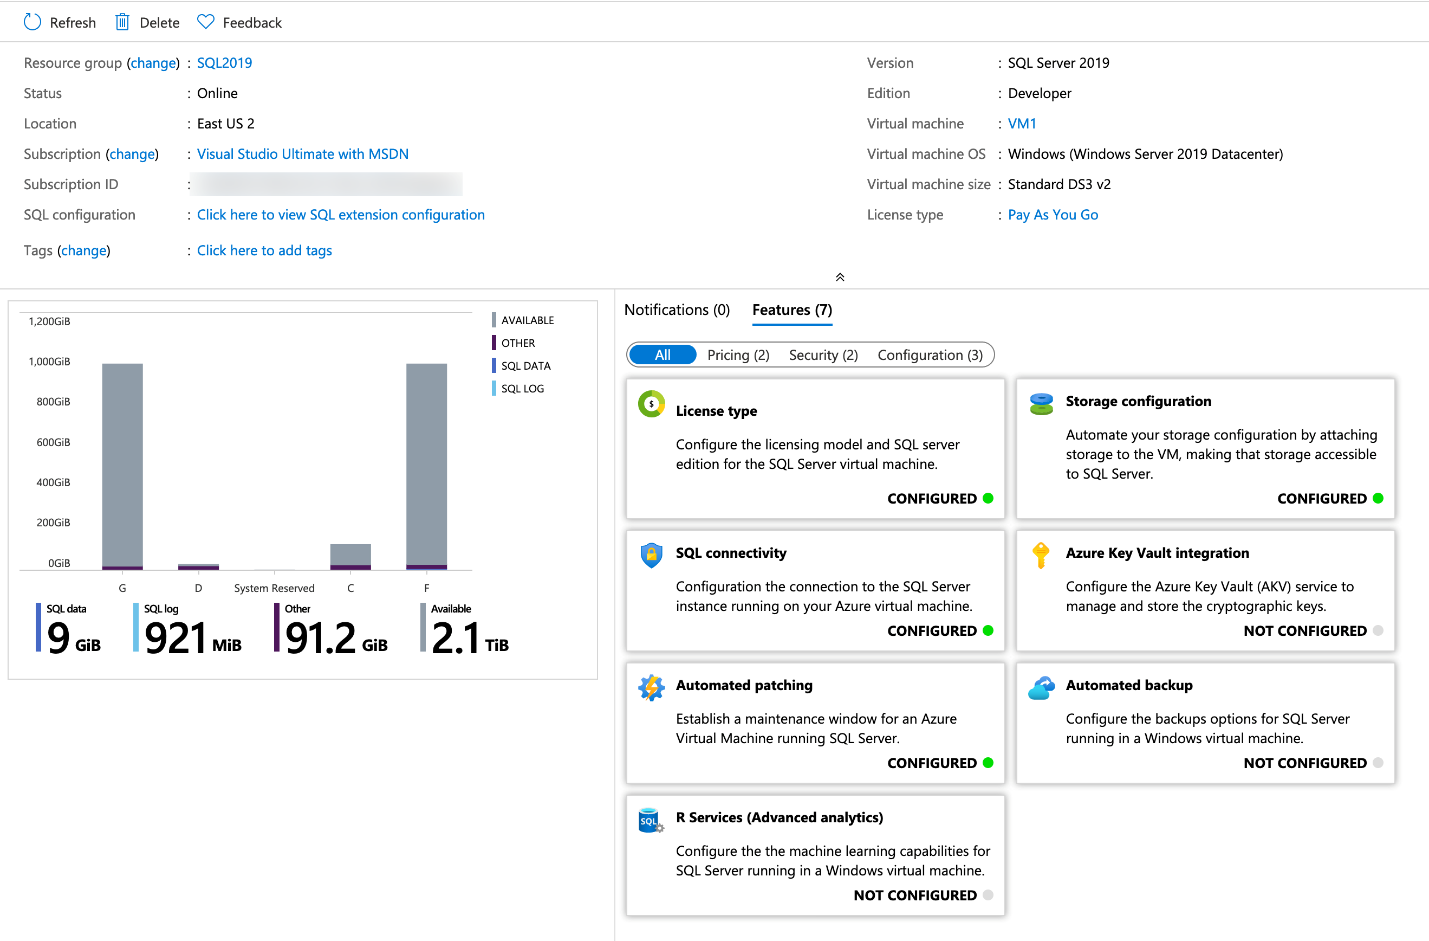 Refresh Delete Feedback
Resource group (change) : SQL2019
Status : Online
Location : East US 2
Subscription (change) : Visual Studio Ultimate with MSDN
Subscription ID :
SQL configuration : Click here to view SQL extension configuration
Tags (change) : Click here to add tags
Version : SQL Server 2019
Edition : Developer
Virtual machine : VM1
Virtual machine OS : Windows (Windows Server 2019 Datacenter)
Virtual machine size : Standard DS3 v2
License type : Pay As You Go
1,200GiB
1,000GiB
800GiB
600GiB
400GiB
200GiB
0GiB
G D System Reserved C F
AVAILABLE
OTHER
SQL DATA
SQL LOG
SQL data
9 GiB
SQL log
921 MiB
Other
91.2 GiB
Available
2.1 TiB
Notifications (0) Features (7)
All Pricing (2) Security (2) Configuration (3)
License type
Configure the licensing model and SQL server
edition for the SQL Server virtual machine.
CONFIGURED
Storage configuration
Automate your storage configuration by attaching
storage to the VM, making that storage accessible
to SQL Server.
CONFIGURED
SQL connectivity
Configuration the connection to the SQL Server
instance running on your Azure virtual machine.
CONFIGURED
Azure Key Vault integration
Configure the Azure Key Vault (AKV) service to
manage and store the cryptographic keys.
NOT CONFIGURED
Automated patching
Establish a maintenance window for an Azure
Virtual Machine running SQL Server.
CONFIGURED
Automated backup
Configure the backups options for SQL Server
running in a Windows virtual machine.
NOT CONFIGURED
SQL
R Services (Advanced analytics)
Configure the the machine learning capabilities for
SQL Server running in a Windows virtual machine.
NOT CONFIGURED